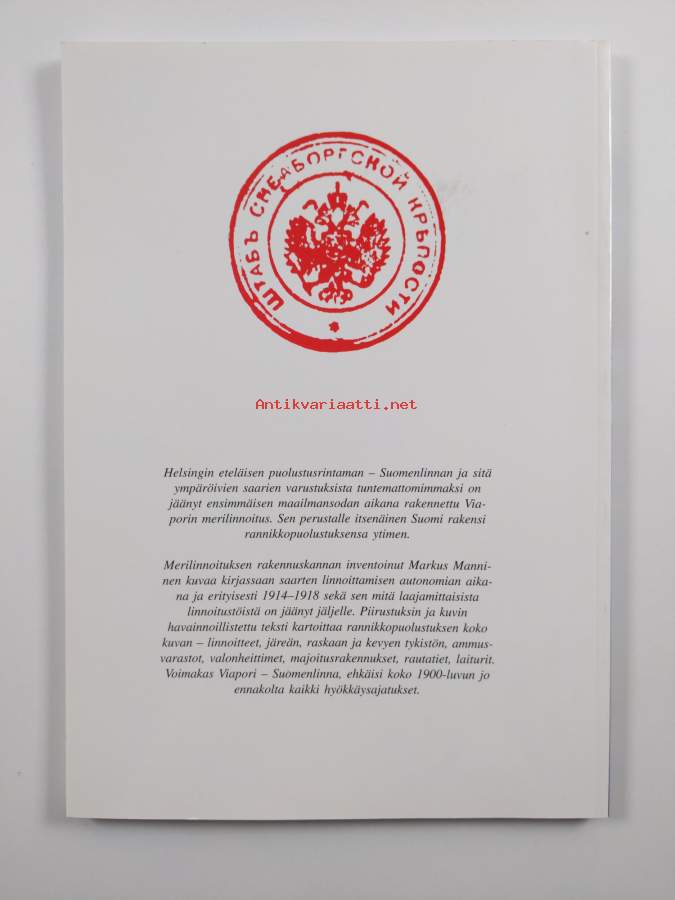 ШТАБЪ СВЕАБОРГСКОЙ КРѢПОСТИ
Antikvariaatti.net
Helsingin eteläisen puolustusrintaman – Suomenlinnan ja sitä
ympäröivien saarien varustuksista tuntemattomimmaksi on
jäänyt ensimmäisen maailmansodan aikana rakennettu Via-
porin merilinnoitus. Sen perustalle itsenäinen Suomi rakensi
rannikkopuolustuksensa ytimen.
Merilinnoituksen rakennuskannan inventoinut Markus Manni-
nen kuvaa kirjassaan saarten linnoittamisen autonomian aika-
na ja erityisesti 1914–1918 sekä sen mitä laajamittaisista
linnoitustöistä on jäänyt jäljelle. Piirustuksin ja kuvin
havainnoillistettu teksti kartoittaa rannikkopuolustuksen koko
kuvan – linnoitteet, järeän, raskaan ja kevyen tykistön, ammus-
varastot, valonheittimet, majoitusrakennukset, rautatiet, laiturit.
Voimakas Viapori – Suomenlinna, ehkäisi koko 1900-luvun jo
ennakolta kaikki hyökkäysajatukset.